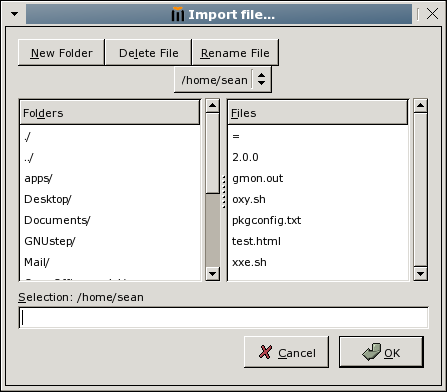 Import file...
New Folder
Delete File
Rename File
/home/sean
Folders
./
../
apps/
Desktop/
Documents/
GNUstep/
Mail/
Files
=
2.0.0
gmon.out
oxy.sh
pkgconfig.txt
test.html
xxe.sh
Selection: /home/sean
Cancel
OK